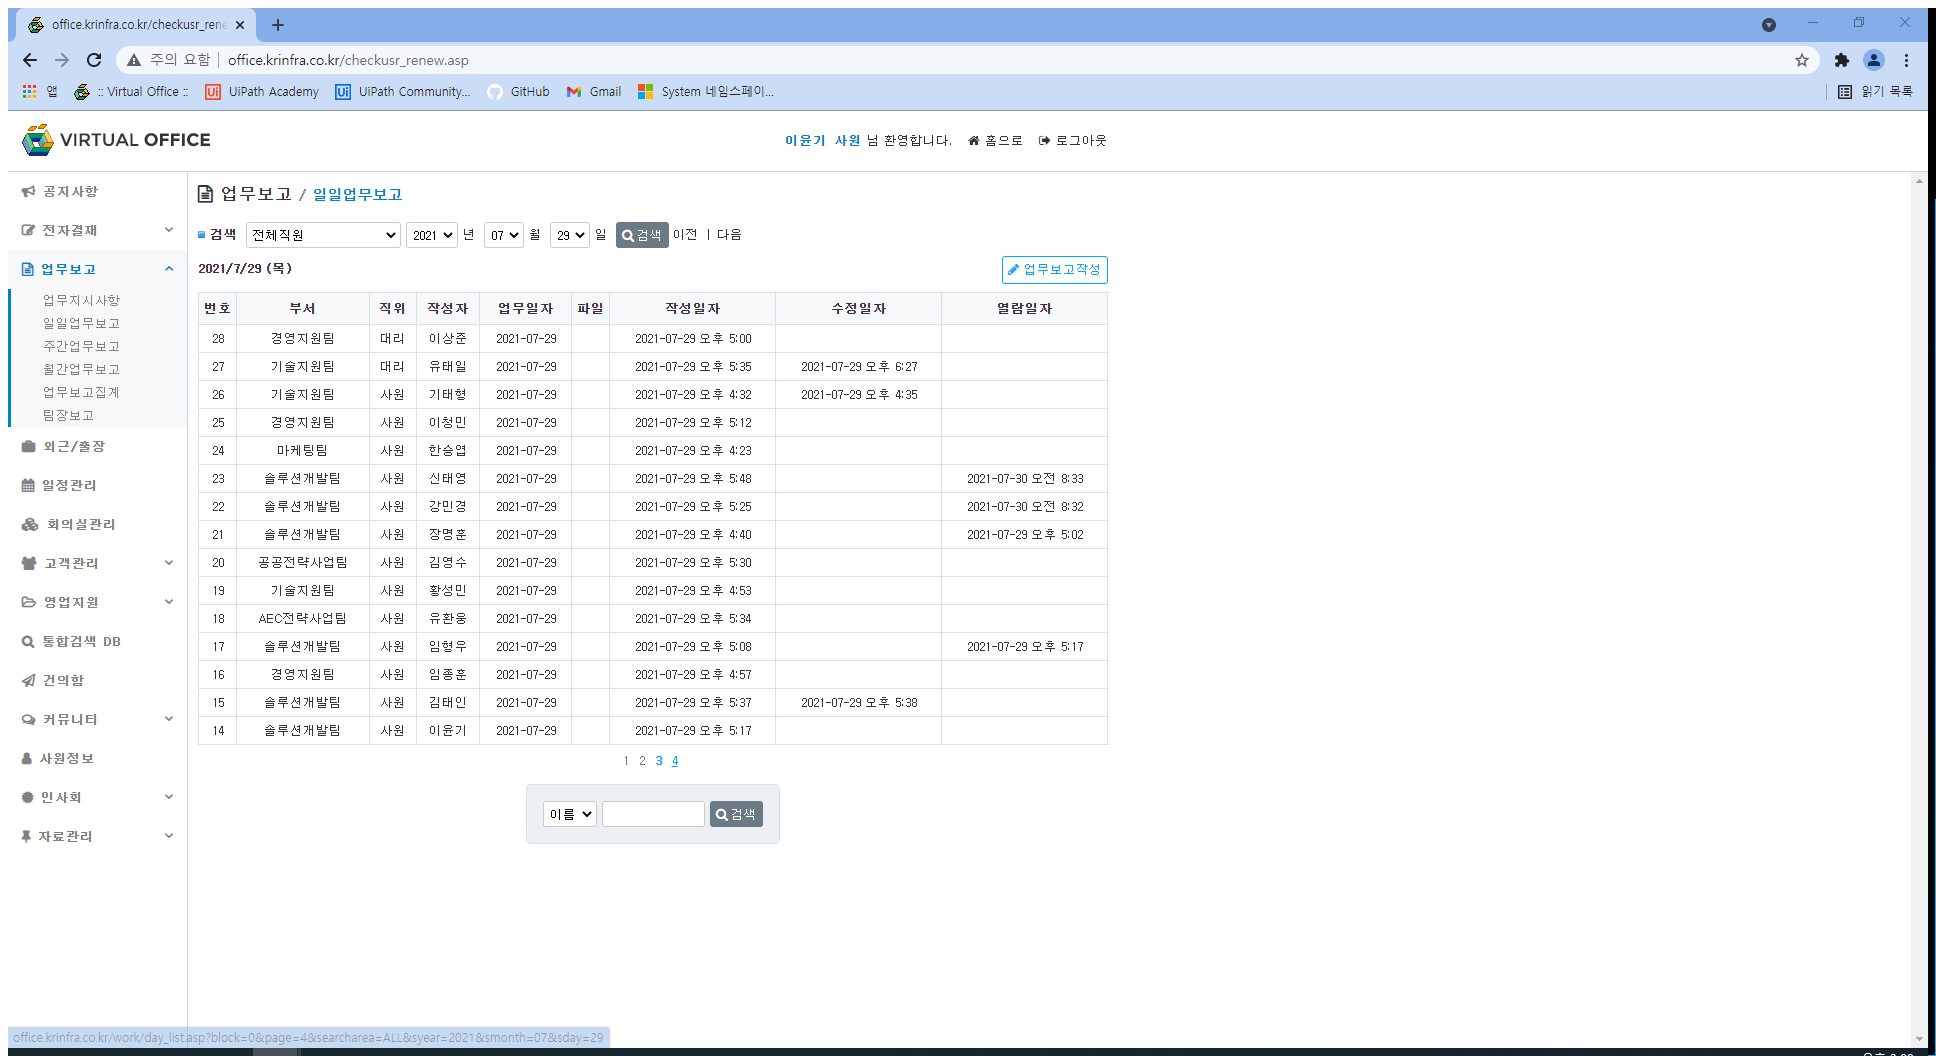 office.krinfra.co.kr/checkusr_rene
주의 요함 office.krinfra.co.kr/checkusr_renew.asp
앱 :: Virtual Office :: UiPath Academy UiPath Community... GitHub Gmail System 네임스페이... 읽기 목록
VIRTUAL OFFICE 이윤기 사원 님 환영합니다. 홈으로 로그아웃
공지사항
전자결재
업무보고
업무지시사항
일일업무보고
주간업무보고
월간업무보고
업무보고집계
팀장보고
외근/출장
일정관리
회의실관리
고객관리
영업지원
통합검색 DB
건의함
커뮤니티
사원정보
인사회
자료관리
업무보고 / 일일업무보고
검색 전체직원 2021 년 07 월 29 일 검색 이전 | 다음
2021/7/29 (목) 업무보고작성
번호 부서 직위 작성자 업무일자 파일 작성일자 수정일자 열람일자
28 경영지원팀 대리 이상준 2021-07-29 2021-07-29 오후 5:00
27 기술지원팀 대리 유태일 2021-07-29 2021-07-29 오후 5:35 2021-07-29 오후 6:27
26 기술지원팀 사원 기태형 2021-07-29 2021-07-29 오후 4:32 2021-07-29 오후 4:35
25 경영지원팀 사원 이청민 2021-07-29 2021-07-29 오후 5:12
24 마케팅팀 사원 한승엽 2021-07-29 2021-07-29 오후 4:23
23 솔루션개발팀 사원 신태영 2021-07-29 2021-07-29 오후 5:48 2021-07-30 오전 8:33
22 솔루션개발팀 사원 강민경 2021-07-29 2021-07-29 오후 5:25 2021-07-30 오전 8:32
21 솔루션개발팀 사원 장명훈 2021-07-29 2021-07-29 오후 4:40 2021-07-29 오후 5:02
20 공공전략사업팀 사원 김영수 2021-07-29 2021-07-29 오후 5:30
19 기술지원팀 사원 황성민 2021-07-29 2021-07-29 오후 4:53
18 AEC전략사업팀 사원 유환웅 2021-07-29 2021-07-29 오후 5:34
17 솔루션개발팀 사원 임형우 2021-07-29 2021-07-29 오후 5:08 2021-07-29 오후 5:17
16 경영지원팀 사원 임종훈 2021-07-29 2021-07-29 오후 4:57
15 솔루션개발팀 사원 김태인 2021-07-29 2021-07-29 오후 5:37 2021-07-29 오후 5:38
14 솔루션개발팀 사원 이윤기 2021-07-29 2021-07-29 오후 5:17
1 2 3 4
이름 검색
office.krinfra.co.kr/work/day_list.asp?block=0&page=4&searcharea=ALL&syear=2021&smonth=07&sday=29